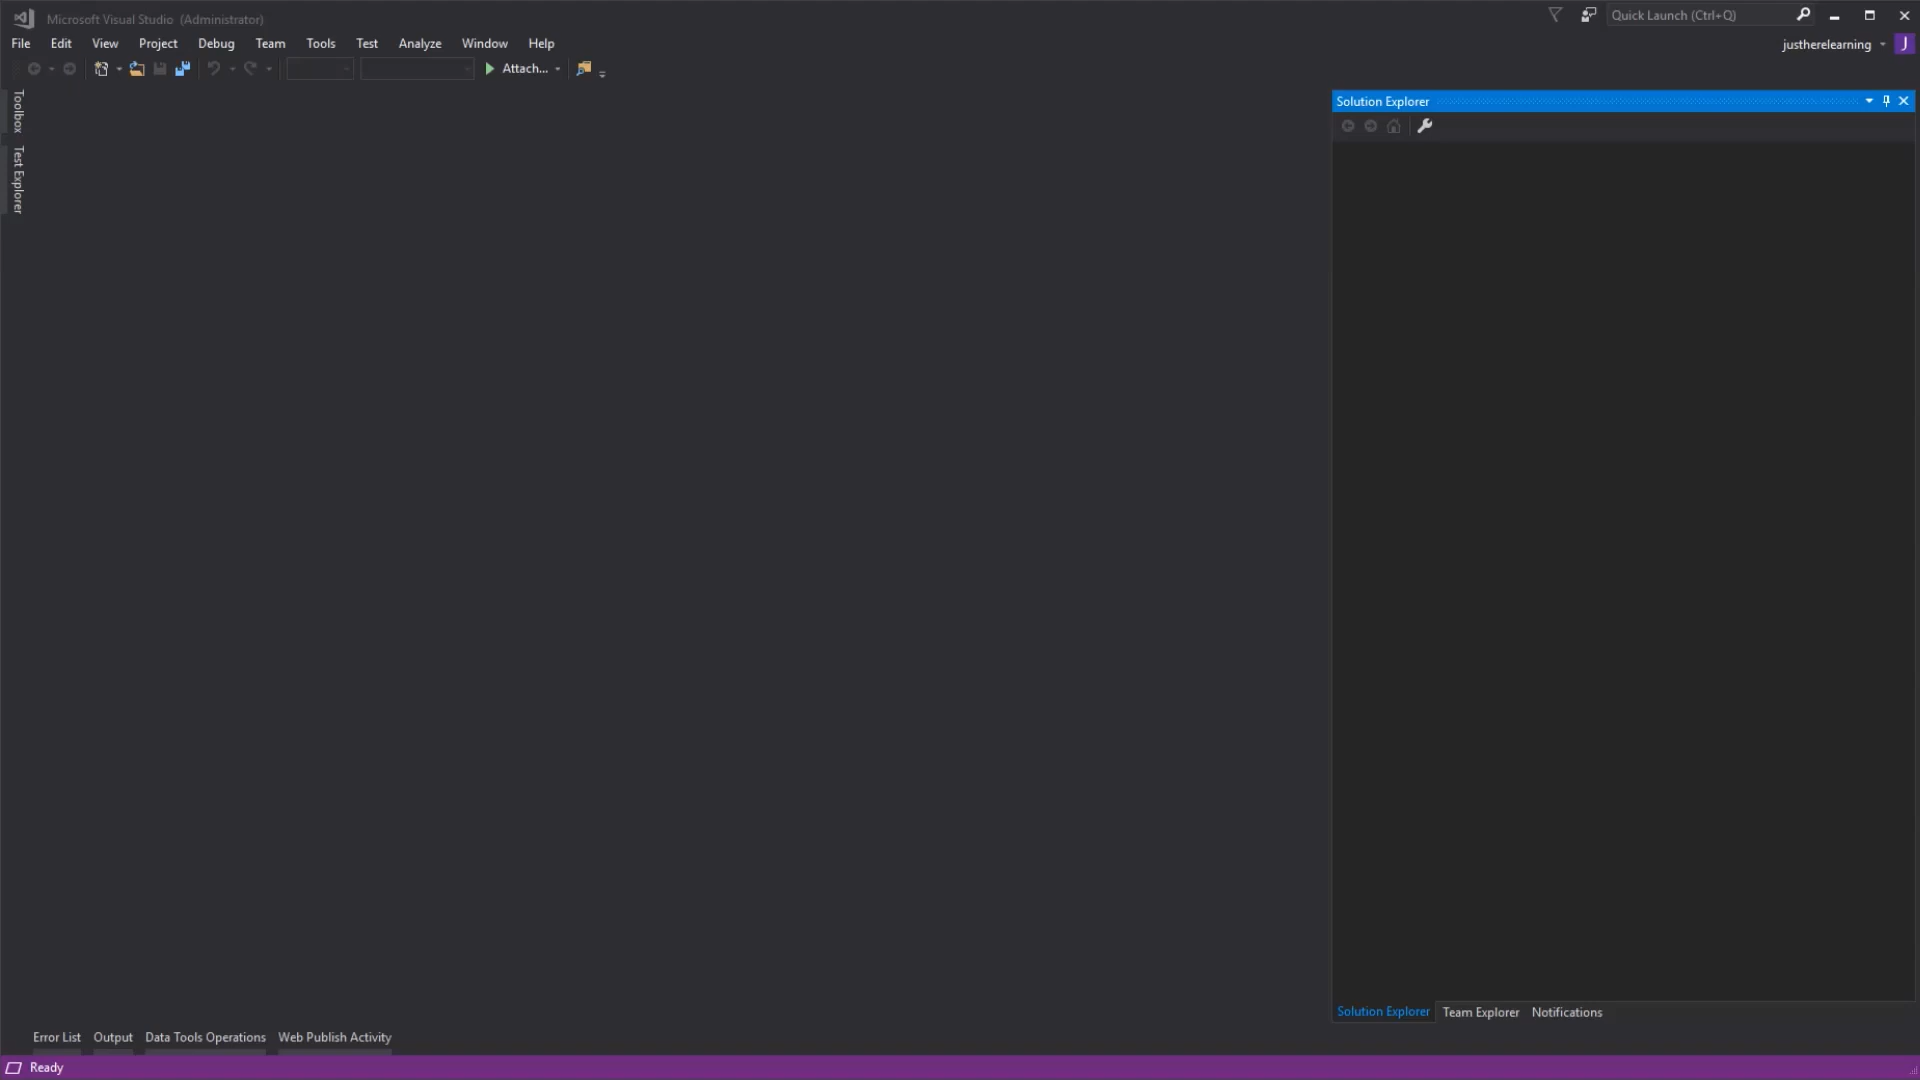 Microsoft Visual Studio (Administrator)
Quick Launch (Ctrl+Q)
File Edit View Project Debug Team Tools Test Analyze Window Help
justherelearning J
Attach...
Toolbox
Test Explorer
Solution Explorer
Solution Explorer Team Explorer Notifications
Error List Output Data Tools Operations Web Publish Activity
Ready